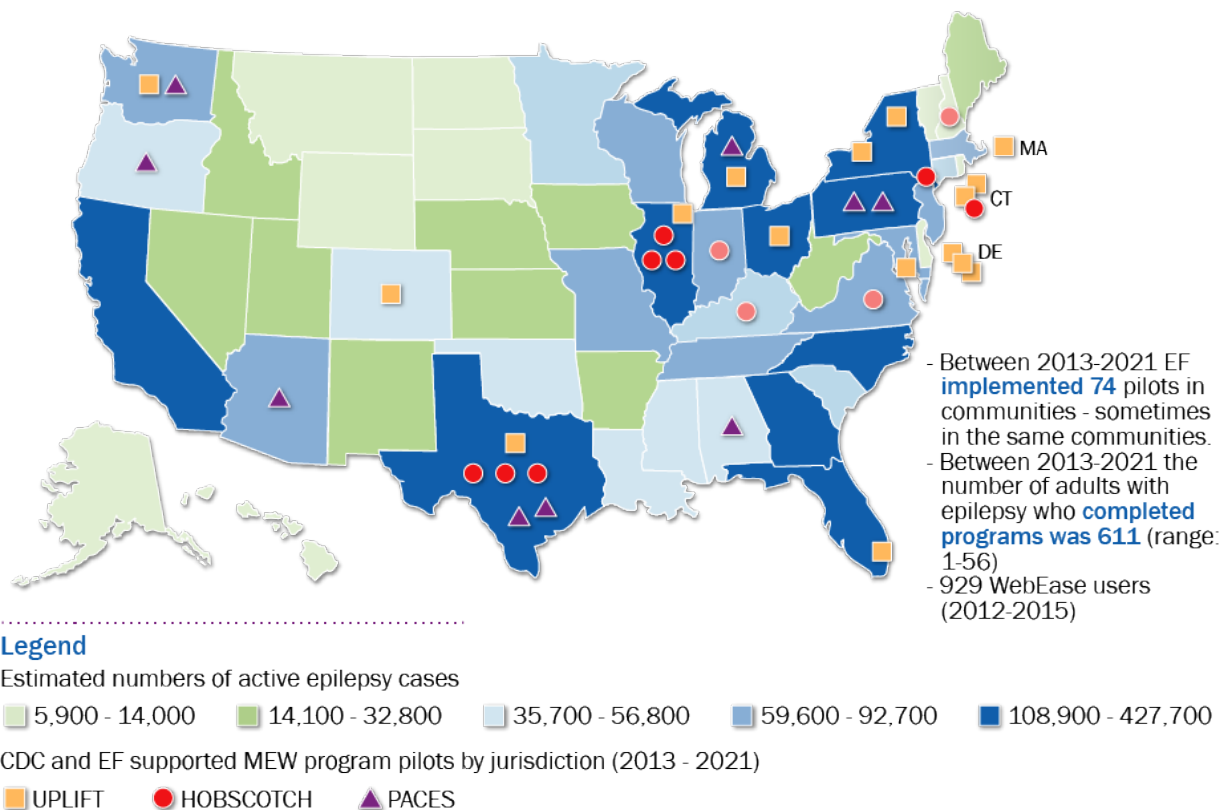 MA
CT
DE
- Between 2013-2021 EF
implemented 74 pilots in
communities - sometimes
in the same communities.
- Between 2013-2021 the
number of adults with
epilepsy who completed
programs was 611 (range:
1-56)
- 929 WebEase users
(2012-2015)
Legend
Estimated numbers of active epilepsy cases
5,900 - 14,000 14,100 - 32,800 35,700 - 56,800 59,600 - 92,700 108,900 - 427,700
CDC and EF supported MEW program pilots by jurisdiction (2013 - 2021)
UPLIFT HOBSCOTCH PACES